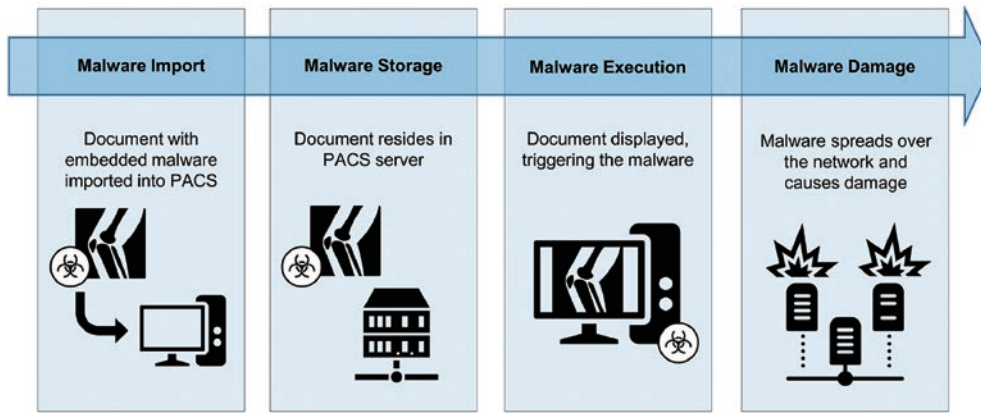 Malware Import
Malware Storage
Malware Execution
Malware Damage
Document with
embedded malware
imported into PACS
Document resides in
PACS server
Document displayed,
triggering the malware
Malware spreads over
the network and
causes damage